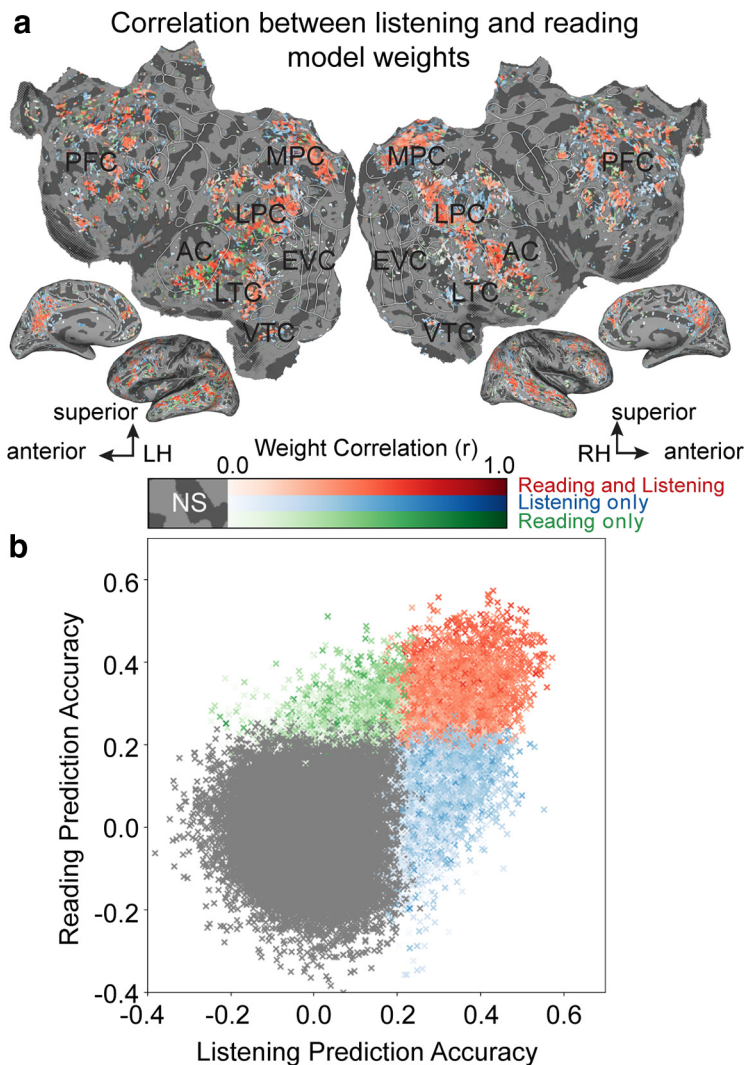 a
Correlation between listening and reading
model weights
PFC
MPC
LPC
AC
EVC
LTC
VTC
MPC
PFC
LPC
AC
EVC
LTC
VTC
superior
anterior
LH
superior
RH
anterior
Weight Correlation (r)
0.0
1.0
NS
Reading and Listening
Listening only
Reading only
b
Reading Prediction Accuracy
0.6
0.4
0.2
0.0
-0.2
-0.4
-0.4
-0.2
0.0
0.2
0.4
0.6
Listening Prediction Accuracy